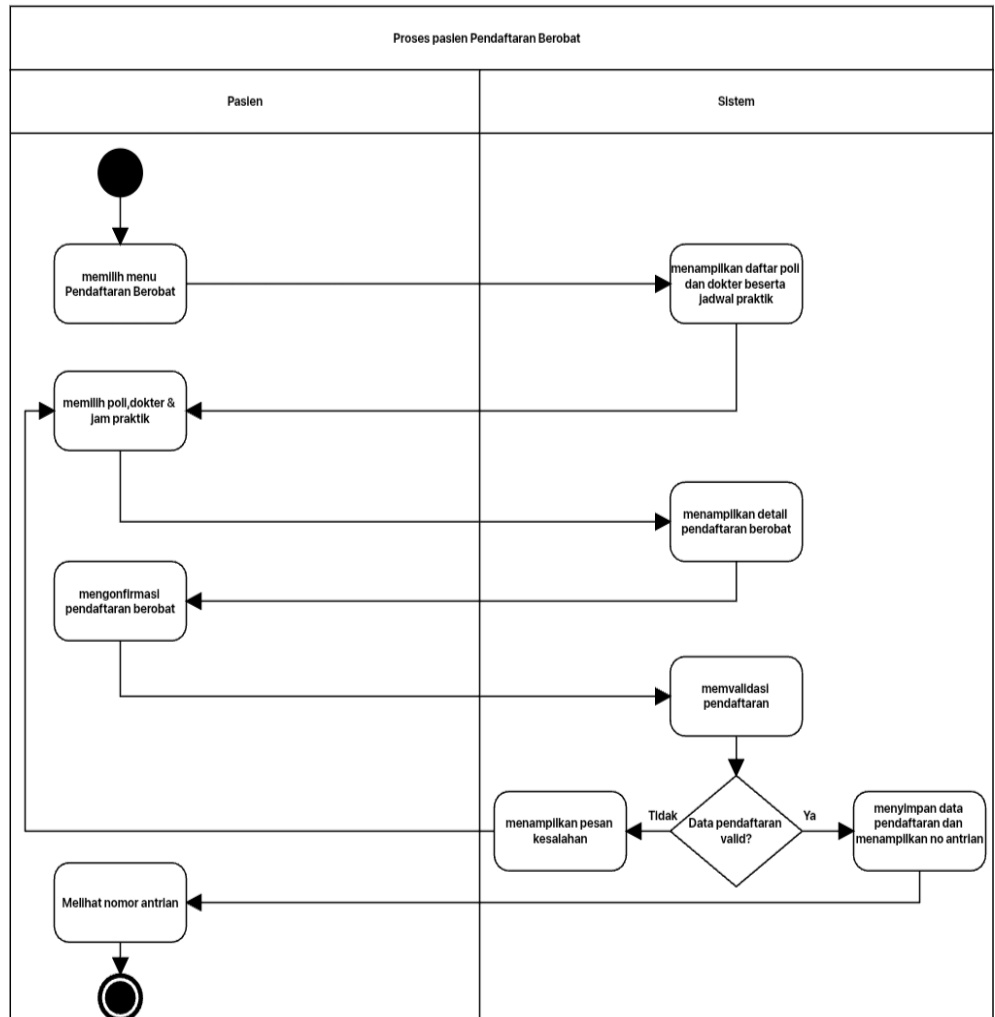 Proses pasien Pendaftaran Berobat
Pasien
Sistem
memilih menu
Pendaftaran Berobat
menampilkan daftar poli
dan dokter beserta
jadwal praktik
memilih poli,dokter &
jam praktik
menampilkan detail
pendaftaran berobat
mengonfirmasi
pendaftaran berobat
memvalidasi
pendaftaran
menampilkan pesan
kesalahan
Tidak
Data pendaftaran
valid?
Ya
menyimpan data
pendaftaran dan
menampilkan no antrian
Melihat nomor antrian